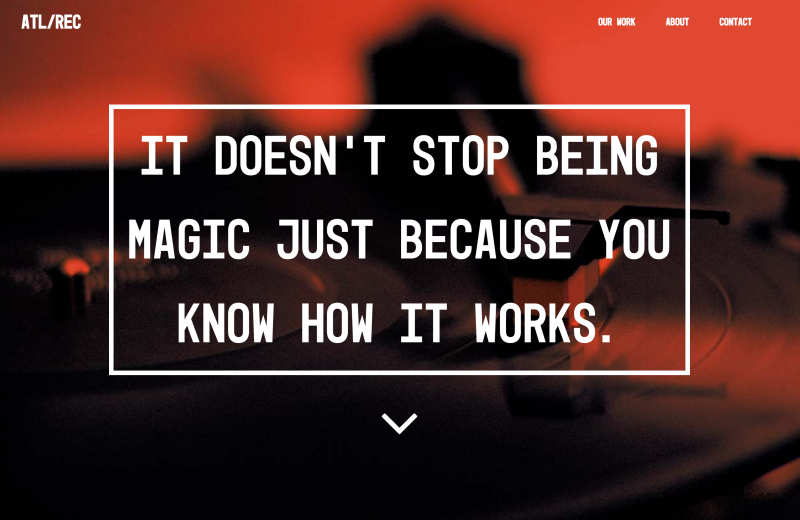 ATL/REC
OUR WORK ABOUT CONTACT
IT DOESN'T STOP BEING
MAGIC JUST BECAUSE YOU
KNOW HOW IT WORKS.